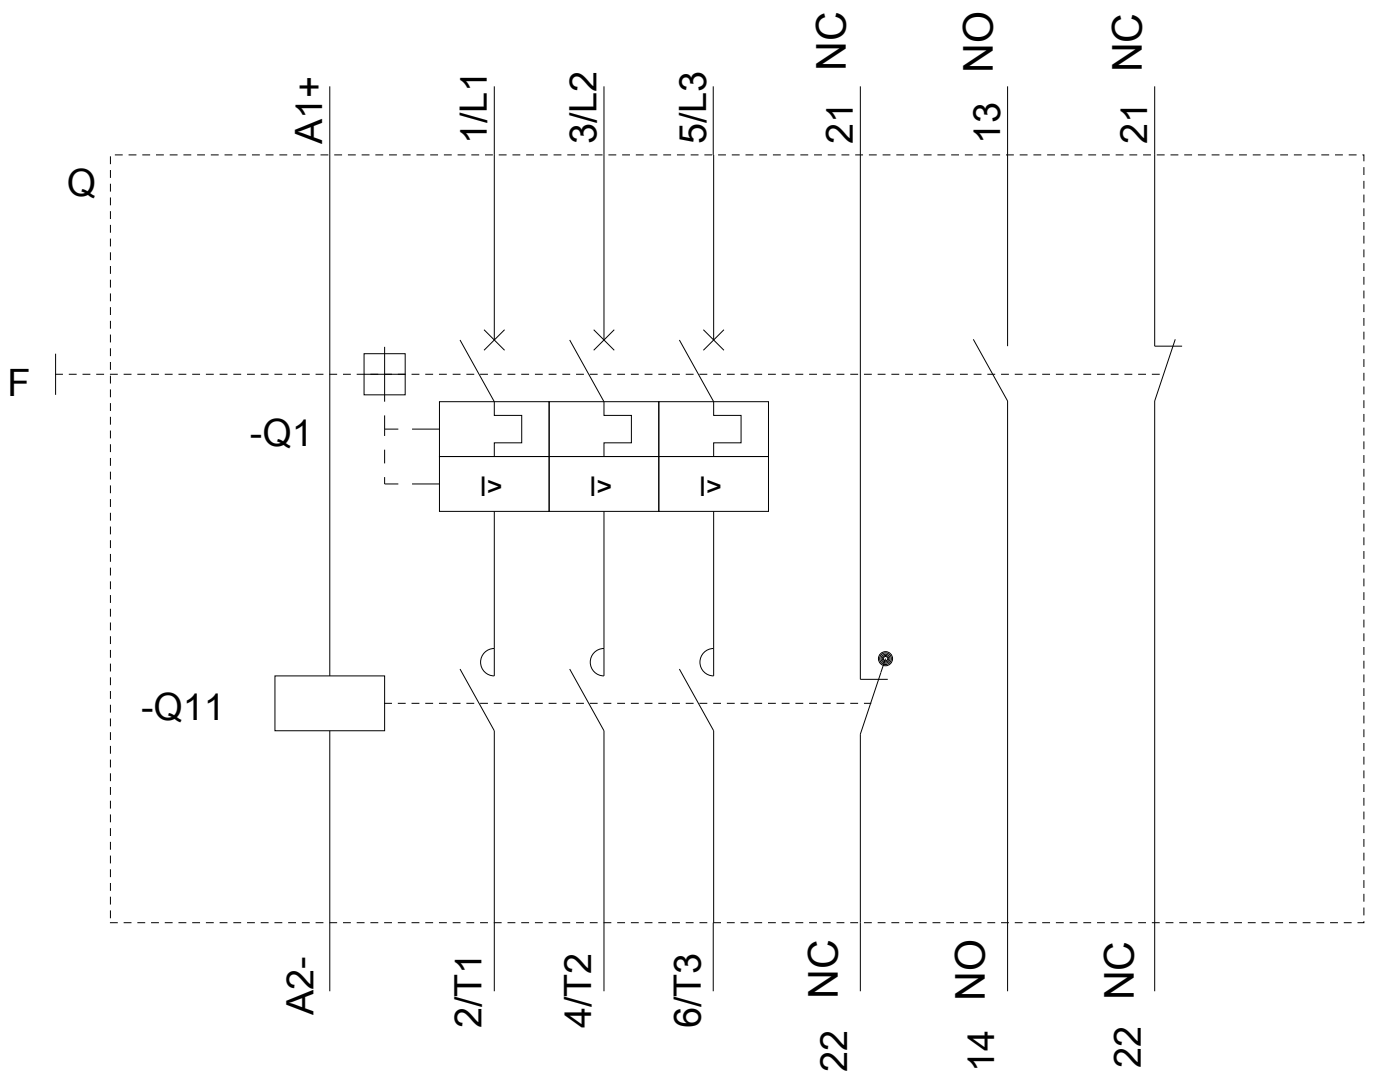 A1+
1/L1
3/L2
5/L3
21 NC
13 NO
21 NC
Q
F
-Q1
I>
I>
I>
-Q11
A2-
2/T1
4/T2
6/T3
22 NC
14 NO
22 NC